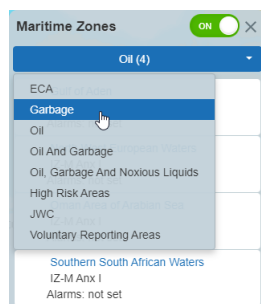 Maritime Zones
ON
Oil (4)
ECA
Garbage
Oil
Oil And Garbage
Oil, Garbage And Noxious Liquids
High Risk Areas
JWC
Voluntary Reporting Areas
Southern South African Waters
IZ-M Anx I
Alarms: not set